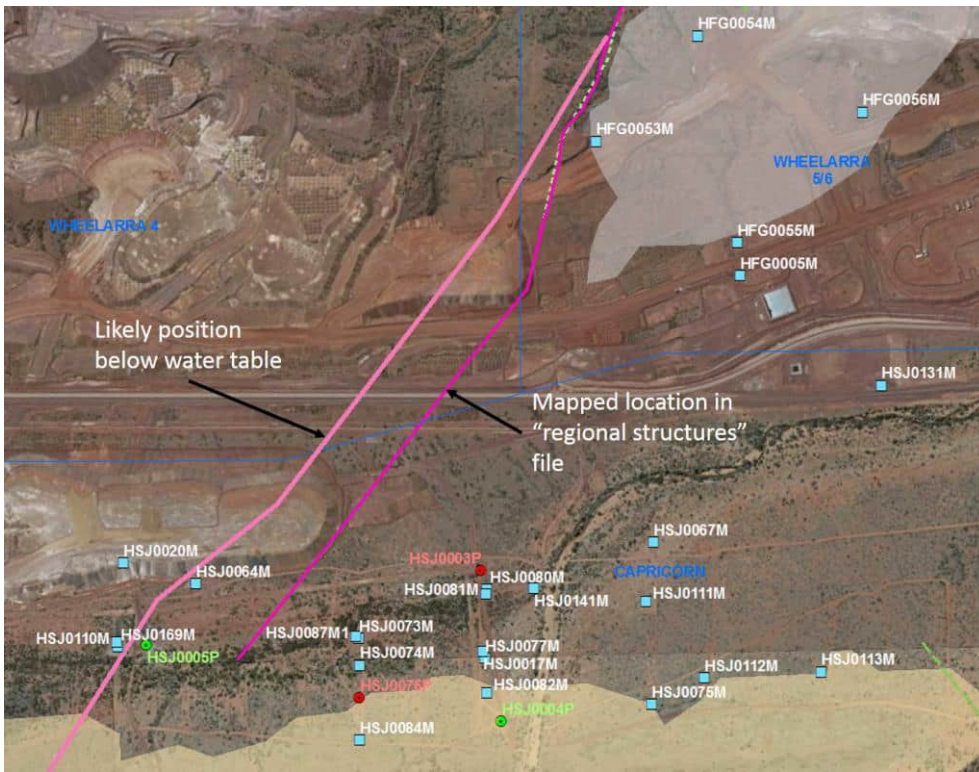 HFG0054M
HFG0056M
HFG0053M
WHEELARRA
5/6
WHEELARRA 4
HFG0055M
HFG0005M
Likely position
below water table
HSJ0131M
Mapped location in
“regional structures”
file
HSJ0067M
HSJ0020M
HSJ0003P
HSJ0064M
HSJ0080M
CAPRICORN
HSJ0081M
HSJ0141M
HSJ0111M
HSJ0073M
HSJ0087M1
HSJ0110M
HSJ0169M
HSJ0005P
HSJ0077M
HSJ0074M
HSJ0017M
HSJ0112M
HSJ0113M
HSJ0076P
HSJ0082M
HSJ0075M
HSJ0004P
HSJ0084M